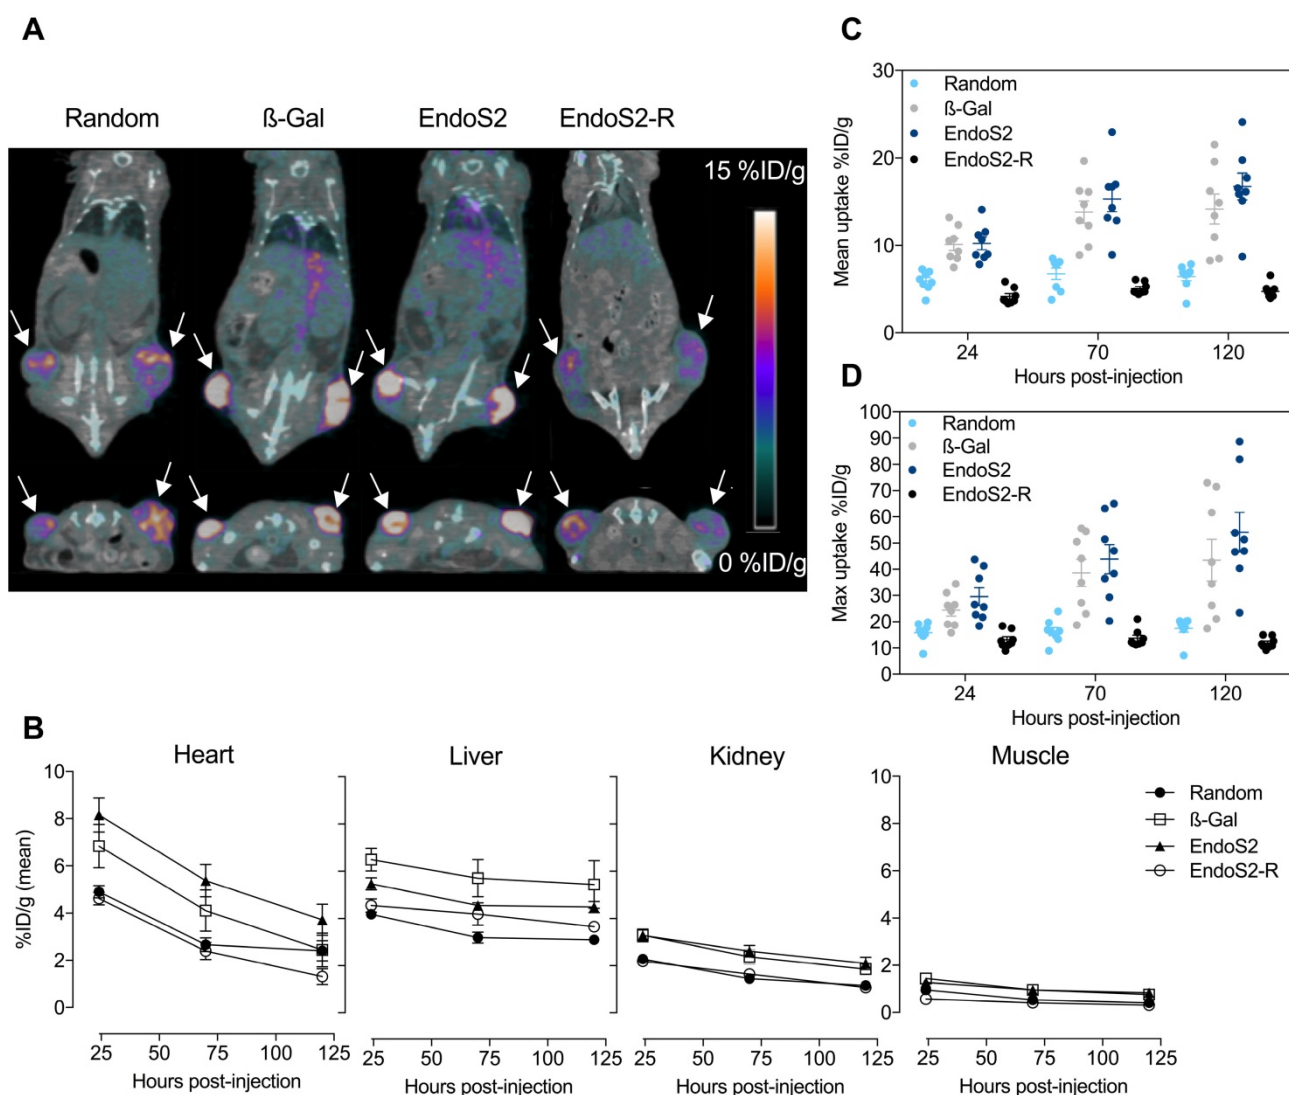 A
Random
ß-Gal
EndoS2
EndoS2-R
15 %ID/g
0 %ID/g
C
30
20
10
0
Mean uptake %ID/g
Random
ß-Gal
EndoS2
EndoS2-R
24
70
120
Hours post-injection
D
100
90
80
70
60
50
40
30
20
10
0
Max uptake %ID/g
Random
ß-Gal
EndoS2
EndoS2-R
24
70
120
Hours post-injection
B
Heart
Liver
Kidney
Muscle
10
8
6
4
2
0
%ID/g (mean)
25 50 75 100 125
Hours post-injection
25 50 75 100 125
Hours post-injection
25 50 75 100 125
Hours post-injection
10
8
6
4
2
0
25 50 75 100 125
Hours post-injection
Random
ß-Gal
EndoS2
EndoS2-R